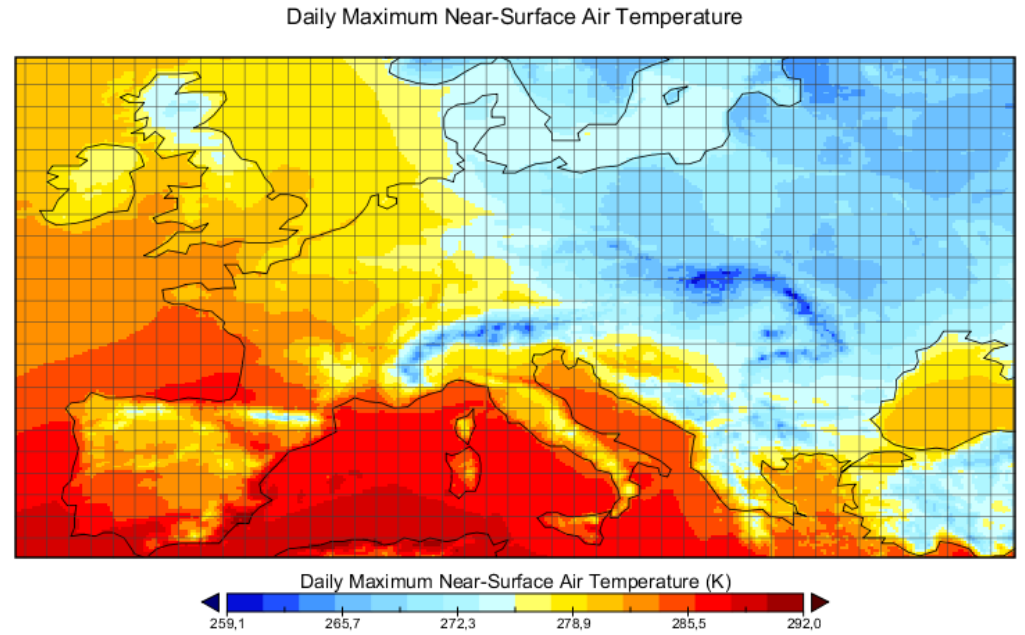 Daily Maximum Near-Surface Air Temperature
Daily Maximum Near-Surface Air Temperature (K)
259,1 265,7 272,3 278,9 285,5 292,0